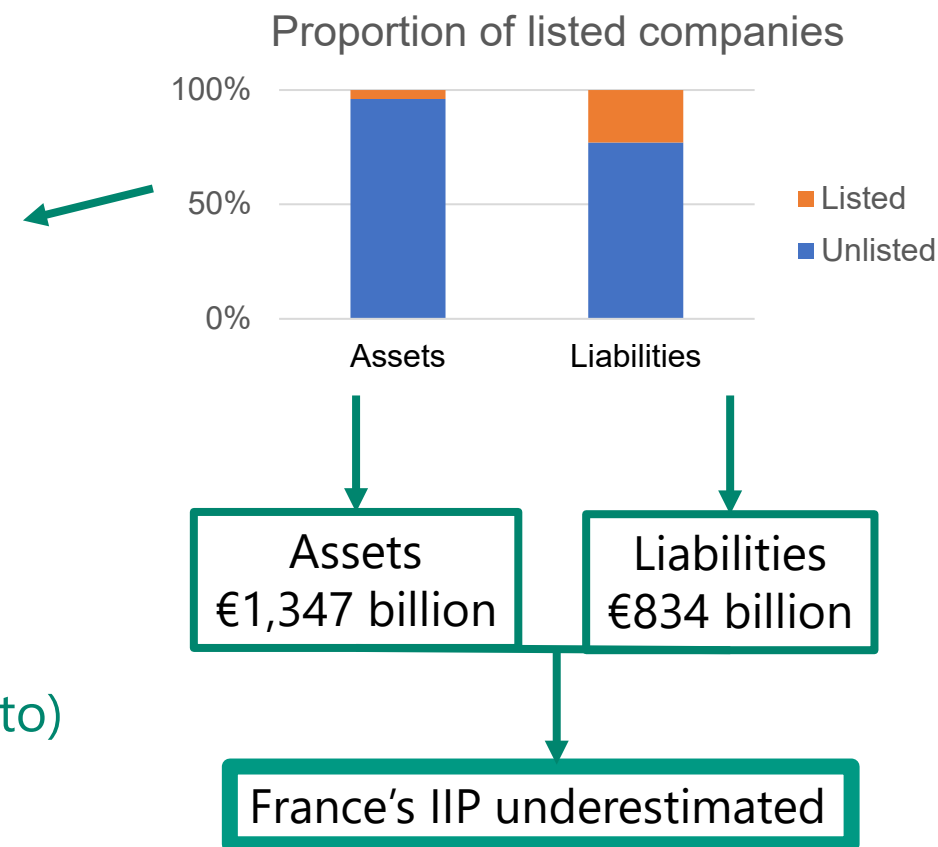 Proportion of listed companies
100%
50%
0%
Listed
Unlisted
Assets
Liabilities
Assets
€1,347 billion
Liabilities
€834 billion
to)
France's IIP underestimated